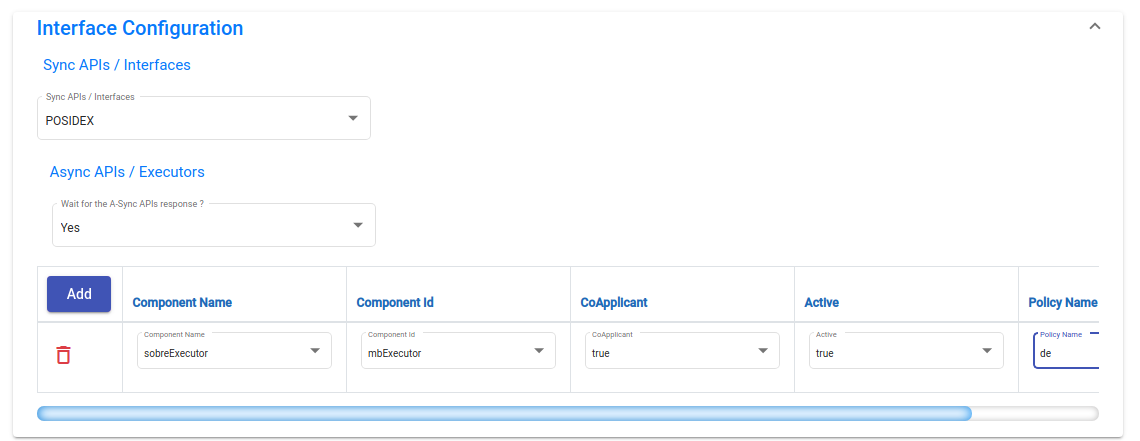 Interface Configuration
Sync APIs / Interfaces
Sync APIs / Interfaces
POSIDEX
Async APIs / Executors
Wait for the A-Sync APIs response ?
Yes
Add Component Name Component Id CoApplicant Active Policy Name
Component Name Component Id CoApplicant Active Policy Name
sobreExecutor mbExecutor true true de